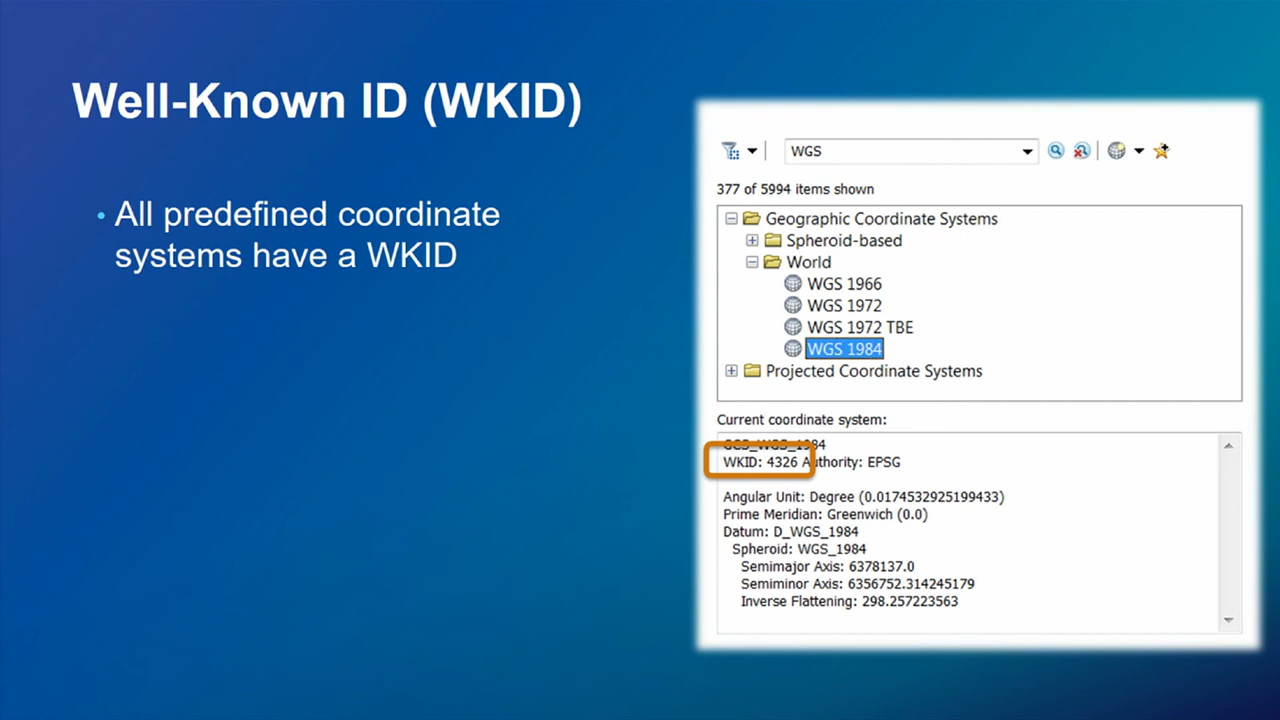 Well-Known ID (WKID)
• All predefined coordinate
systems have a WKID
WGS
377 of 5994 items shown
Geographic Coordinate Systems
Spheroid-based
World
WGS 1966
WGS 1972
WGS 1972 TBE
WGS 1984
Projected Coordinate Systems
Current coordinate system:
GCS_WGS_1984
WKID: 4326 Authority: EPSG
Angular Unit: Degree (0.0174532925199433)
Prime Meridian: Greenwich (0.0)
Datum: D_WGS_1984
Spheroid: WGS_1984
Semimajor Axis: 6378137.0
Semiminor Axis: 6356752.314245179
Inverse Flattening: 298.257223563